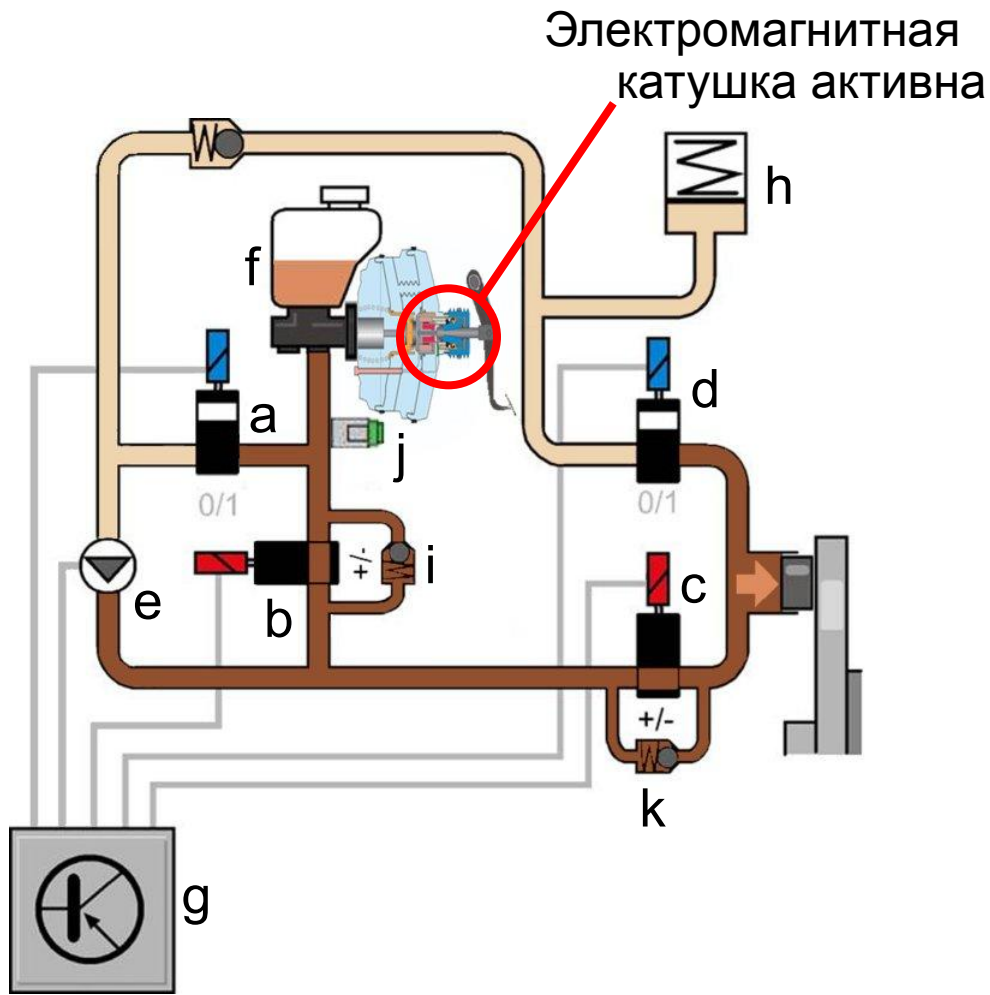 Электромагнитная
катушка активна
h
f
a
d
j
0/1
0/1
+/-
i
e
b
c
+/-
k
g